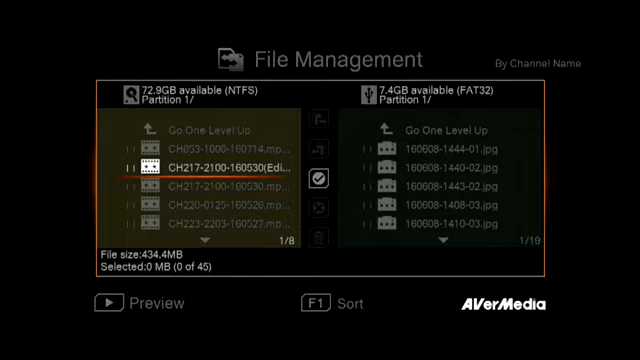 File Management
By Channel Name
72.9GB available (NTFS)
Partition 1/
7.4GB available (FAT32)
Partition 1/
Go One Level Up
CH053-1000-160714.mp...
CH217-2100-160530(Edi...
CH217-2100-160530.mp...
CH220-0125-160526.mp...
CH223-2203-160527.mp...
1/8
Go One Level Up
160608-1444-01.jpg
160608-1440-02.jpg
160608-1443-02.jpg
160608-1408-03.jpg
160608-1410-03.jpg
1/19
File size:434.4MB
Selected:0 MB (0 of 45)
Preview
F1 Sort
AVerMedia